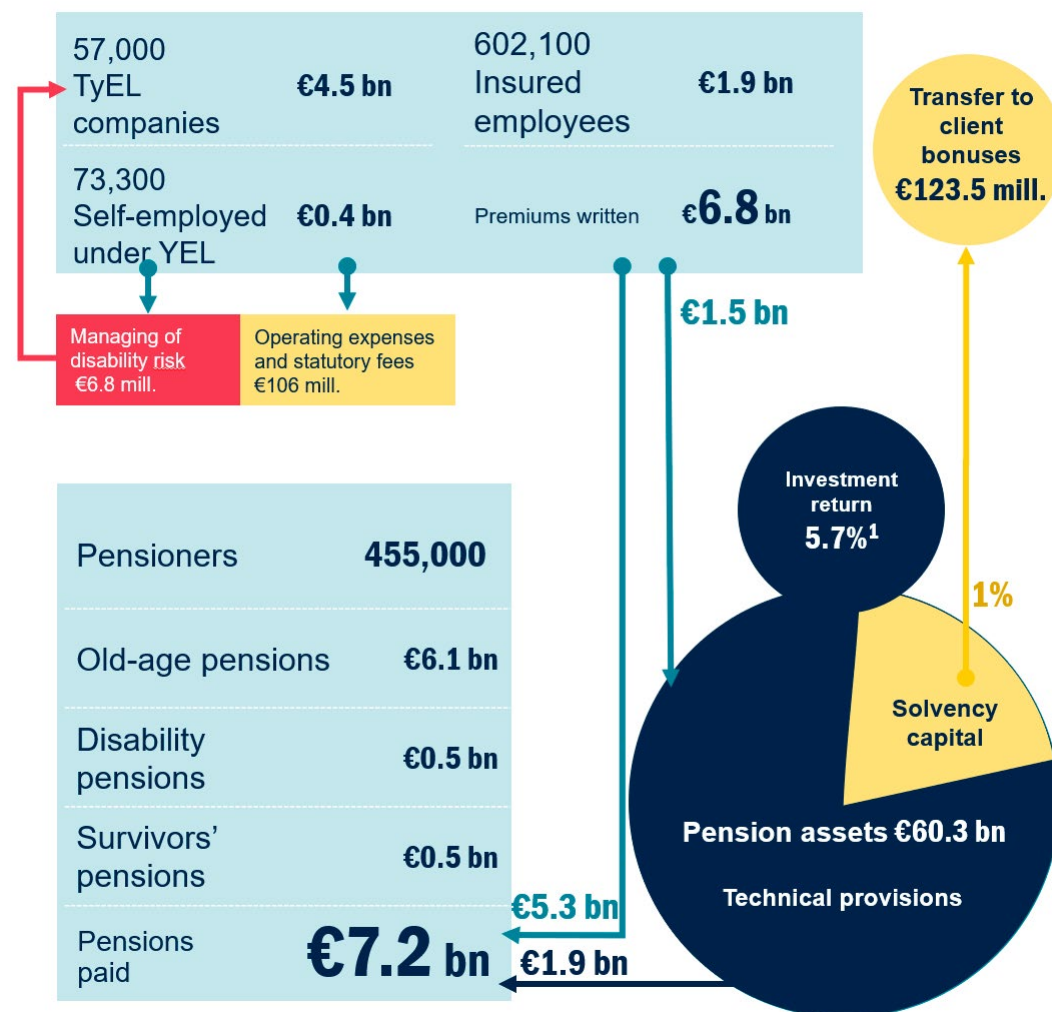 57,000
TyEL
companies
€4.5 bn
602,100
Insured
employees
€1.9 bn
73,300
Self-employed
under YEL
€0.4 bn
Premiums written
€6.8 bn
Transfer to
client
bonuses
€123.5 mill.
Managing of
disability risk
€6.8 mill.
Operating expenses
and statutory fees
€106 mill.
€1.5 bn
Investment
return
5.7%¹
1%
Solvency
capital
Pension assets €60.3 bn
Technical provisions
Pensioners
455,000
Old-age pensions
€6.1 bn
Disability
pensions
€0.5 bn
Survivors’
pensions
€0.5 bn
Pensions
paid
€7.2 bn
€5.3 bn
€1.9 bn